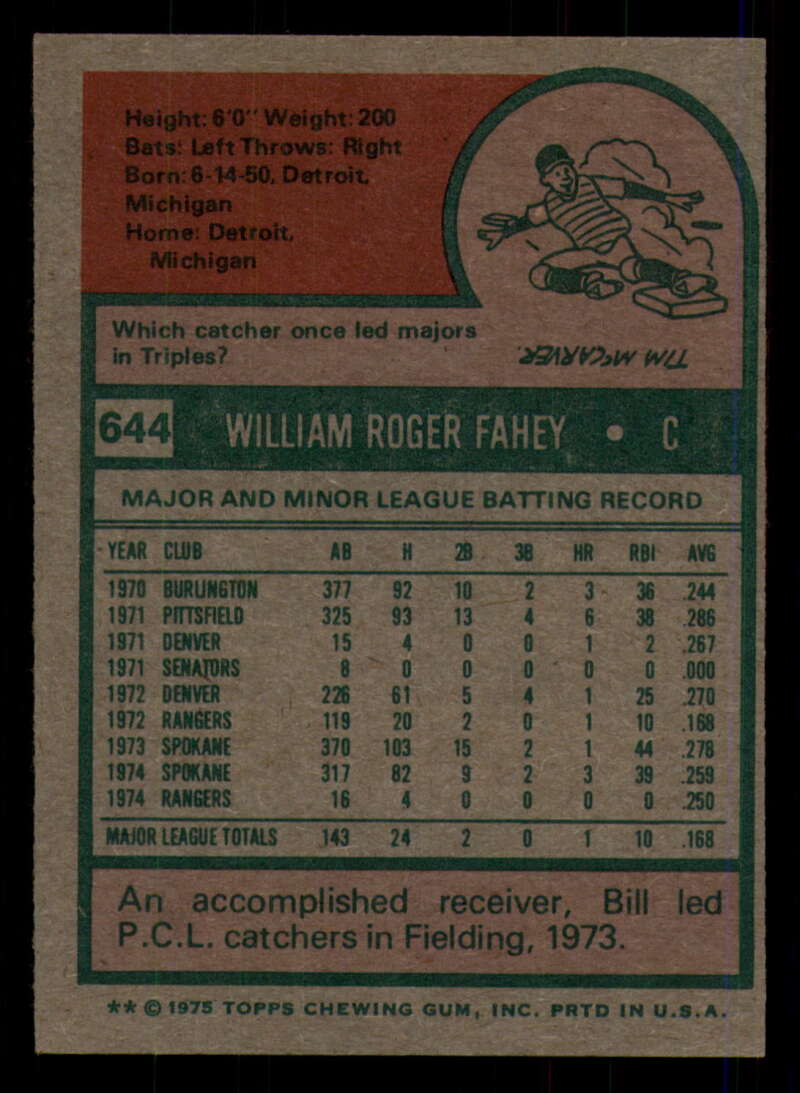 Height: 6'0" Weight: 200
Bats: Left Throws: Right
Born: 6-14-50, Detroit,
Michigan
Home: Detroit,
Michigan
Which catcher once led majors
in Triples?
TIM McCARVER.
644 WILLIAM ROGER FAHEY • C
MAJOR AND MINOR LEAGUE BATTING RECORD
YEAR CLUB AB H 2B 3B HR RBI AVG
1970 BURLINGTON 377 92 10 2 3 36 .244
1971 PITTSFIELD 325 93 13 4 6 38 .286
1971 DENVER 15 4 0 0 1 2 .267
1971 SENATORS 8 0 0 0 0 0 .000
1972 DENVER 226 61 5 4 1 25 .270
1972 RANGERS 119 20 2 0 1 10 .168
1973 SPOKANE 370 103 15 2 1 44 .278
1974 SPOKANE 317 82 9 2 3 39 .259
1974 RANGERS 16 4 0 0 0 0 .250
MAJOR LEAGUE TOTALS 143 24 2 0 1 10 .168
An accomplished receiver, Bill led
P.C.L. catchers in Fielding, 1973.
** © 1975 TOPPS CHEWING GUM, INC. PRTD IN U.S.A.